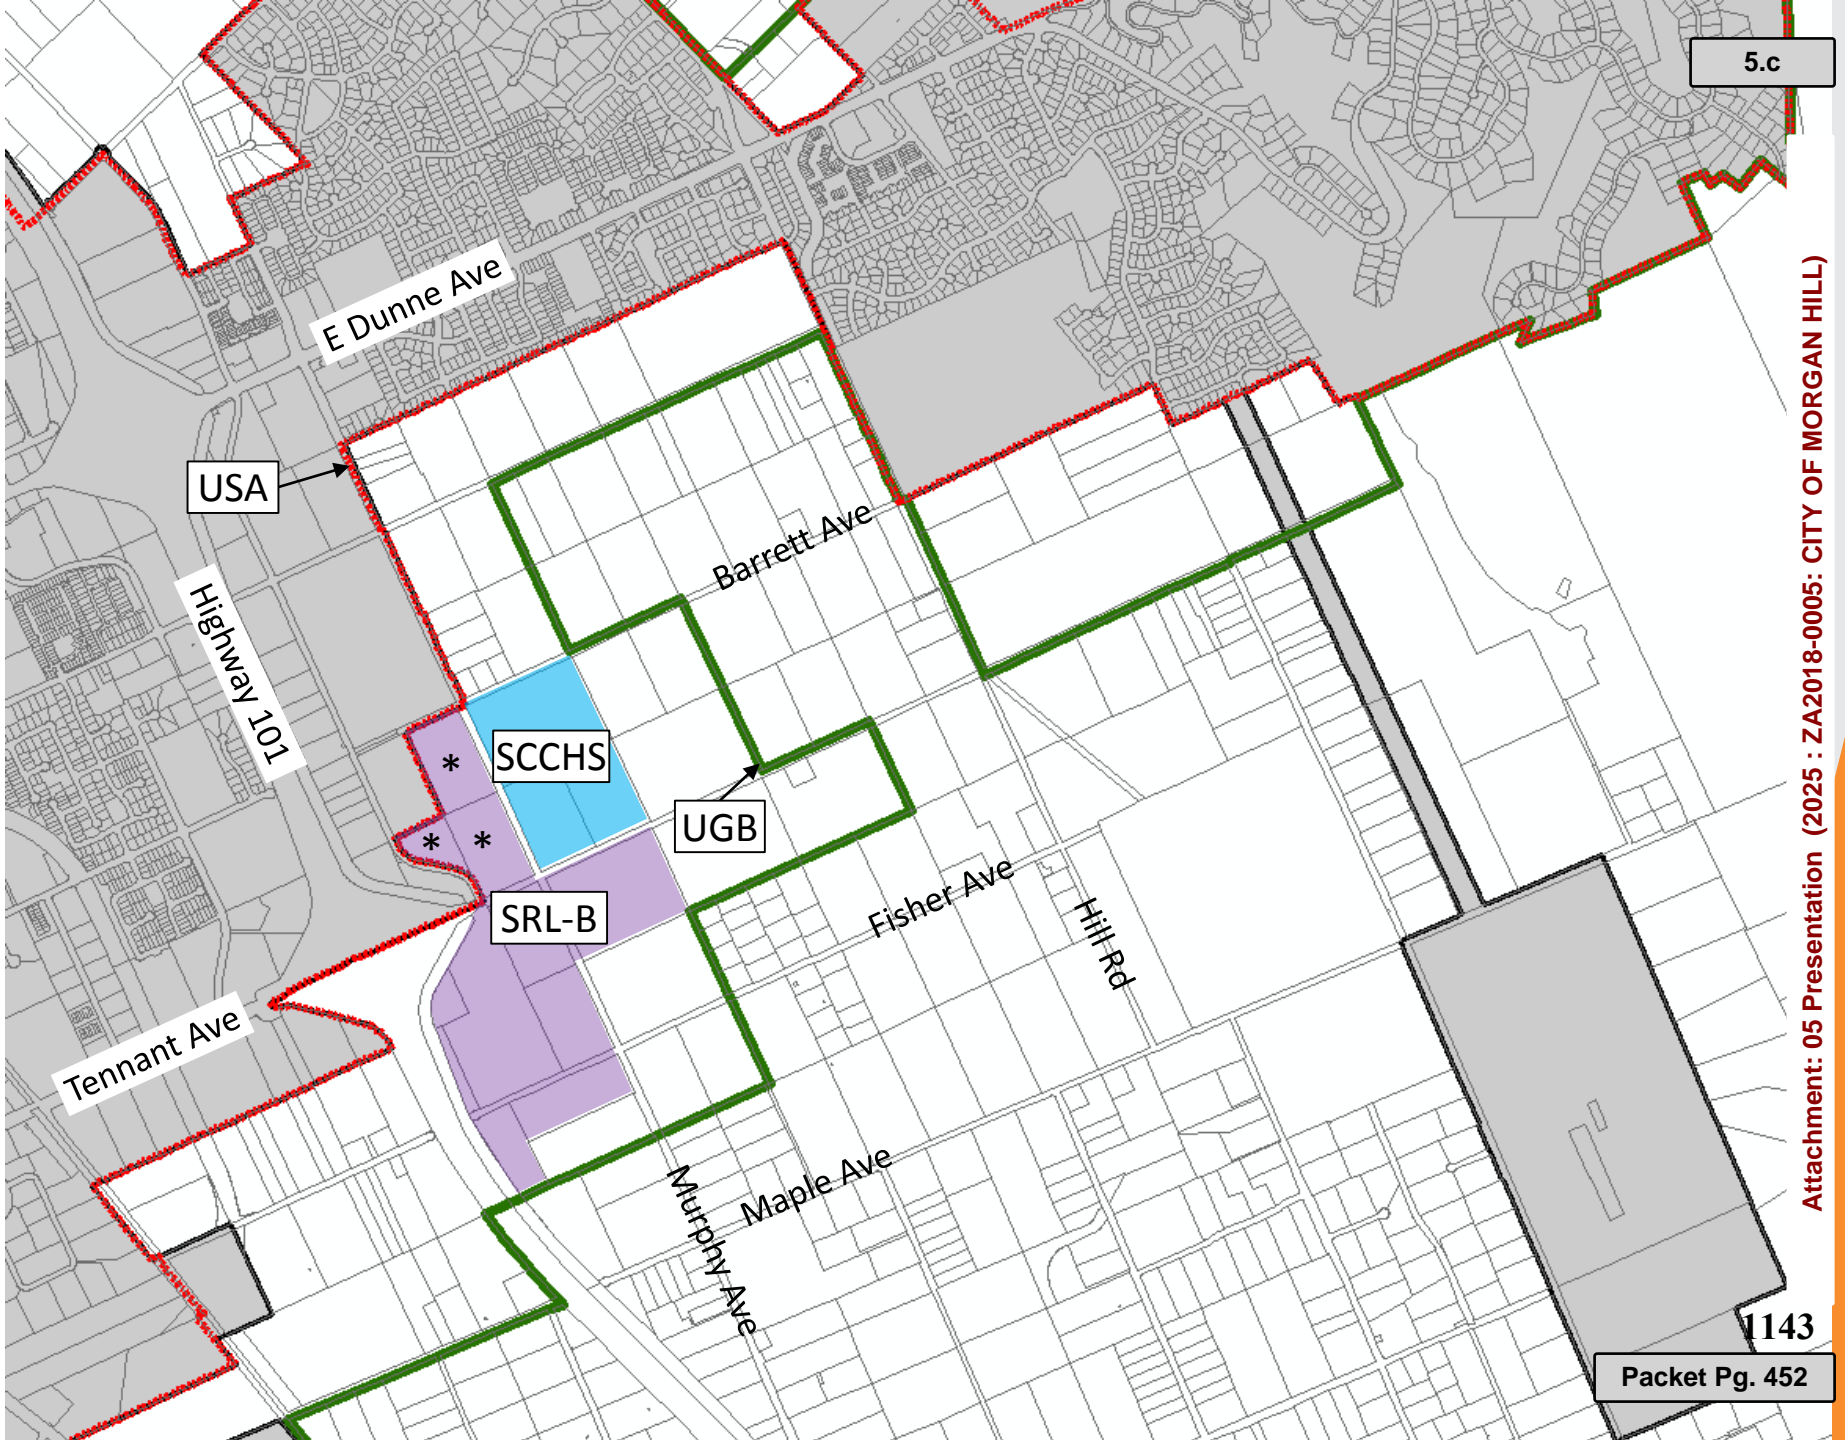 5.c
E Dunne Ave
USA
Barrett Ave
Highway 101
SCCHS
*
* *
UGB
SRL-B
Fisher Ave
Hill Rd
Tennant Ave
Maple Ave
Murphy Ave
Attachment: 05 Presentation (2025 : ZA2018-0005: CITY OF MORGAN HILL)
1143
Packet Pg. 452